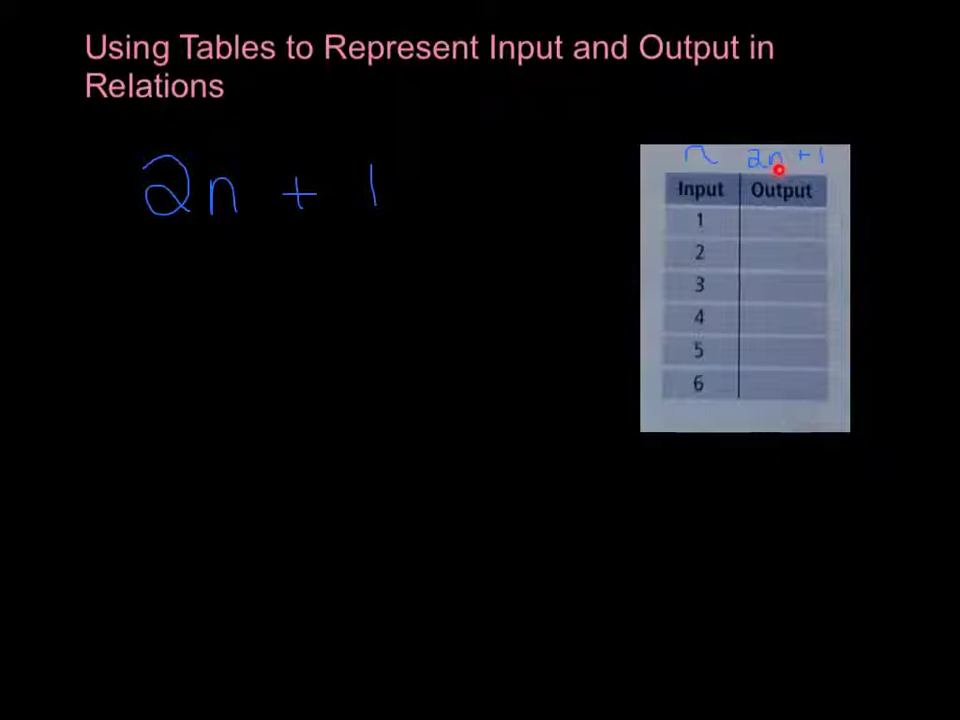 Using Tables to Represent Input and Output in
Relations
2n + 1
n 2n + 1
Input Output
1
2
3
4
5
6